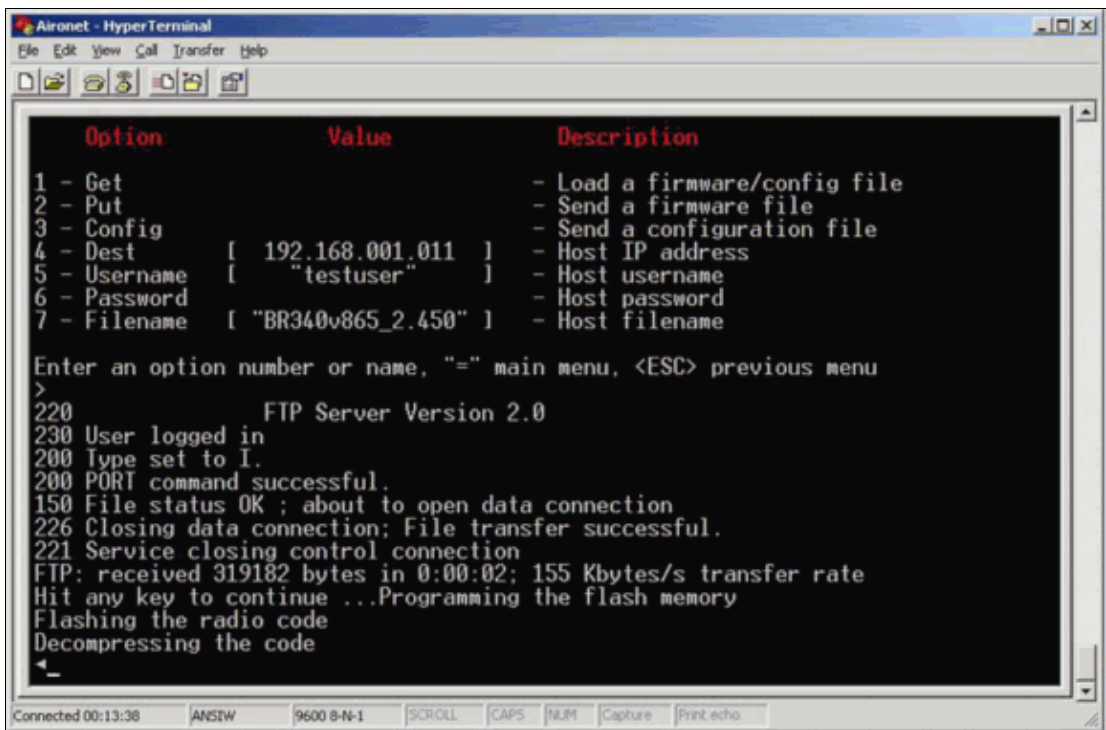 Aironet - HyperTerminal
File Edit View Call Transfer Help
Option Value Description
1 - Get - Load a firmware/config file
2 - Put - Send a firmware file
3 - Config - Send a configuration file
4 - Dest [ 192.168.001.011 ] - Host IP address
5 - Username [ "testuser" ] - Host username
6 - Password - Host password
7 - Filename [ "BR340v865_2.450" ] - Host filename
Enter an option number or name, "=" main menu, <ESC> previous menu
>
220 FTP Server Version 2.0
230 User logged in
200 Type set to I.
200 PORT command successful.
150 File status OK ; about to open data connection
226 Closing data connection; File transfer successful.
221 Service closing control connection
FTP: received 319182 bytes in 0:00:02; 155 Kbytes/s transfer rate
Hit any key to continue ...Programming the flash memory
Flashing the radio code
Decompressing the code
◄_
Connected 00:13:38 ANSIW 9600 8-N-1 SCROLL CAPS NUM Capture Print echo